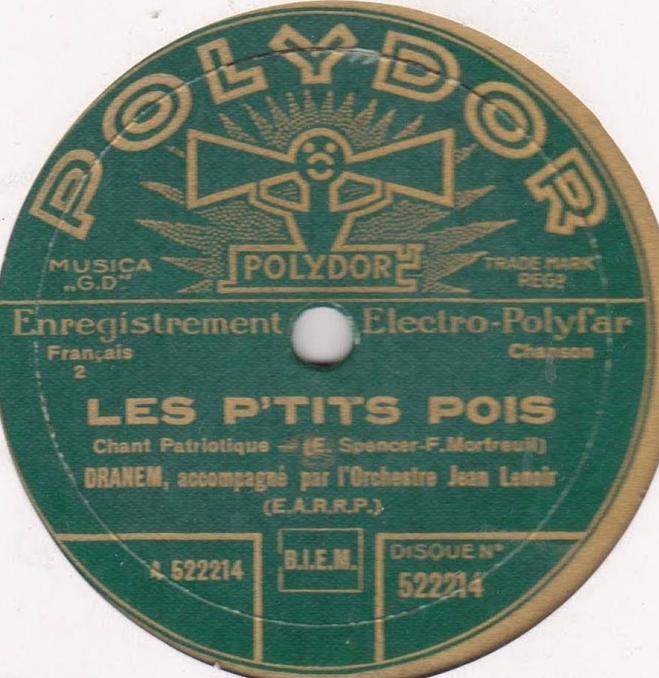 POLYDOR
POLYDOR
MUSICA
„G.D"
TRADE MARK
REGD
Enregistrement Electro-Polyfar
Français
2
Chanson
LES P'TITS POIS
Chant Patriotique - (E. Spencer-F. Mortreuil)
DRANEM, accompagné par l'Orchestre Jean Lenoir
(E.A.R.R.P.)
A 522214
B.I.E.M.
DISQUE N°
522214